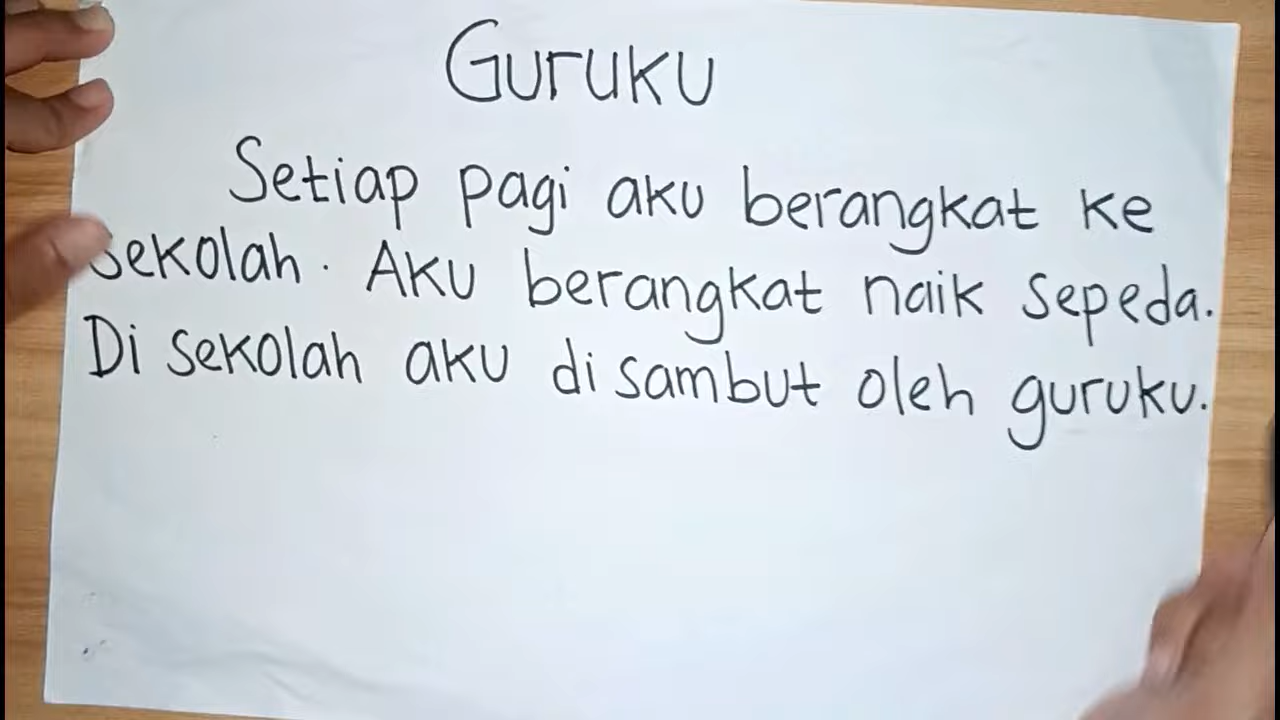 Guruku
Setiap pagi aku berangkat ke
sekolah. Aku berangkat naik sepeda.
Di sekolah aku di sambut oleh guruku.